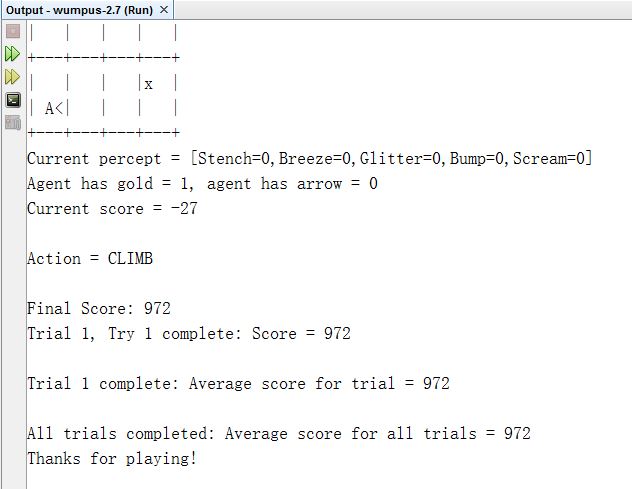 Output - wumpus-2.7 (Run) ×
|   |   |   |   |
+---+---+---+---+
|   |   |   |x  |
| A<|   |   |   |
+---+---+---+---+
Current percept = [Stench=0,Breeze=0,Glitter=0,Bump=0,Scream=0]
Agent has gold = 1, agent has arrow = 0
Current score = -27
Action = CLIMB
Final Score: 972
Trial 1, Try 1 complete: Score = 972
Trial 1 complete: Average score for trial = 972
All trials completed: Average score for all trials = 972
Thanks for playing!